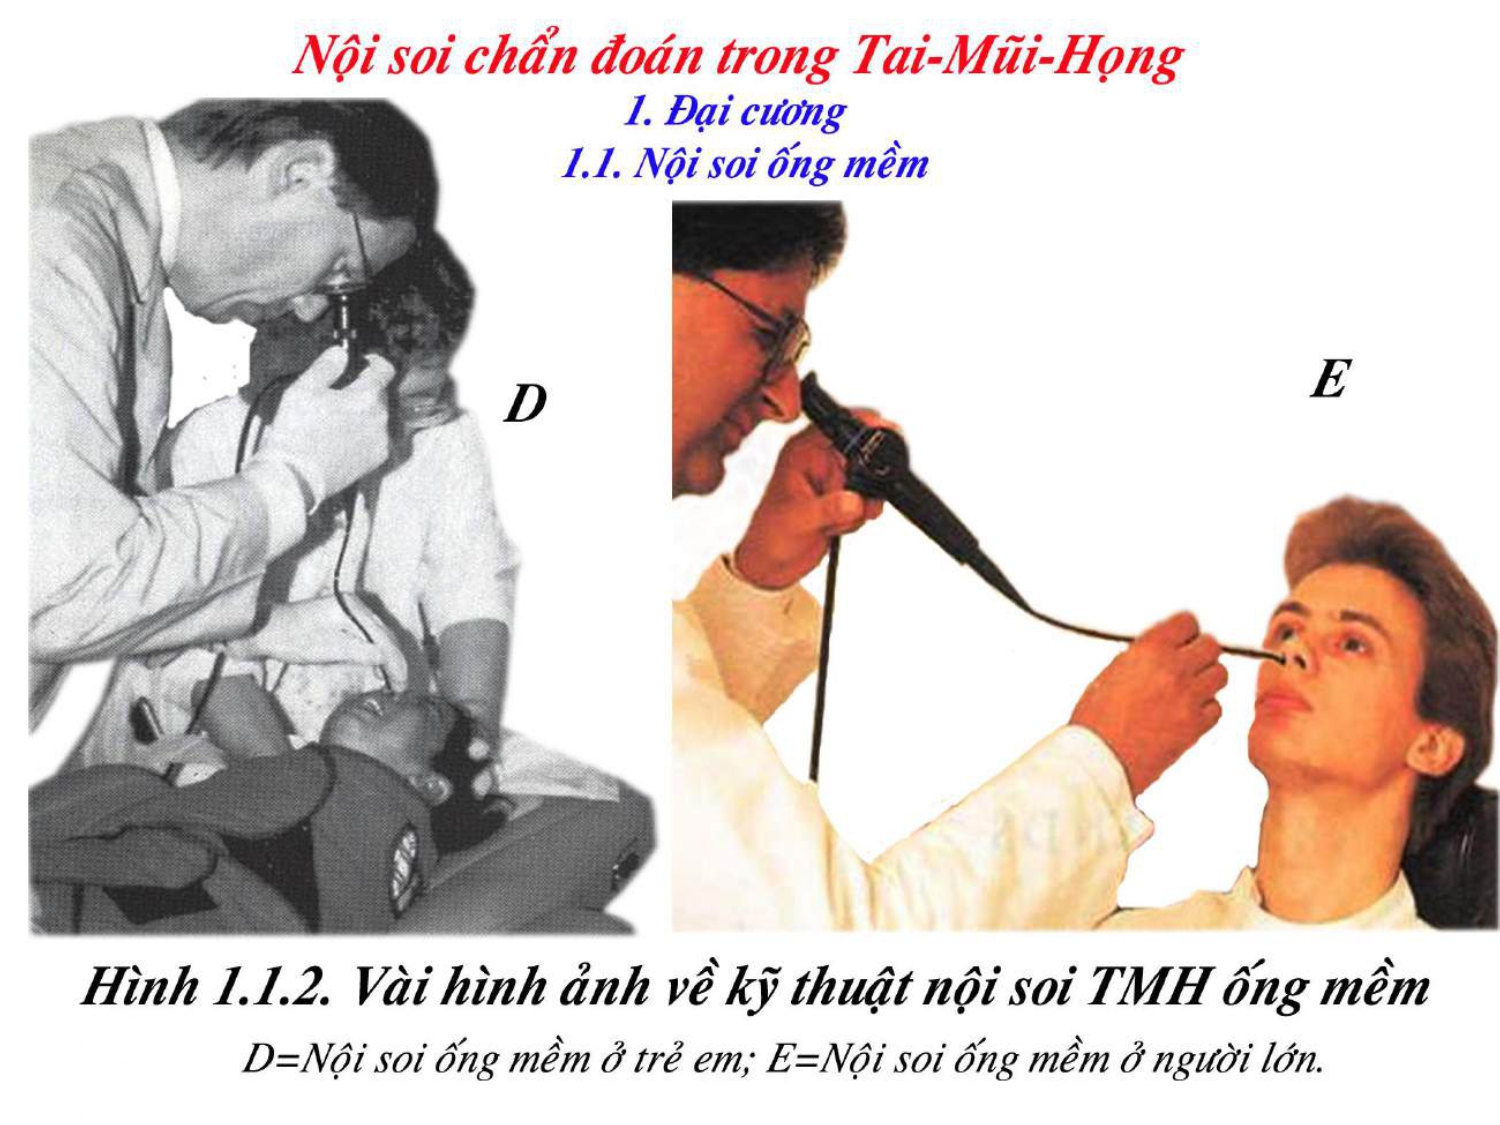 Nội soi chẩn đoán trong Tai-Mũi-Họng
1. Đại cương
1.1. Nội soi ống mềm
D
E
Hình 1.1.2. Vài hình ảnh về kỹ thuật nội soi TMH ống mềm
D=Nội soi ống mềm ở trẻ em; E=Nội soi ống mềm ở người lớn.